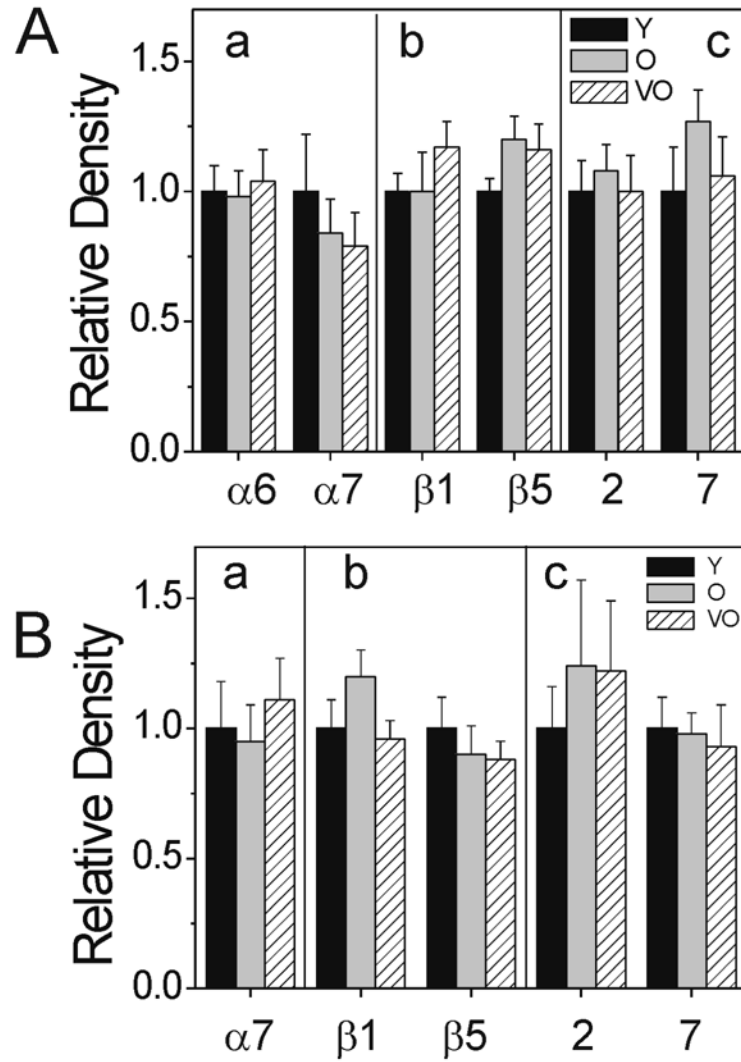 A
a
b
c
Y
O
VO
Relative Density
1.5
1.0
0.5
0.0
α6 α7 β1 β5 2 7
B
a
b
c
Y
O
VO
Relative Density
1.5
1.0
0.5
0.0
α7 β1 β5 2 7